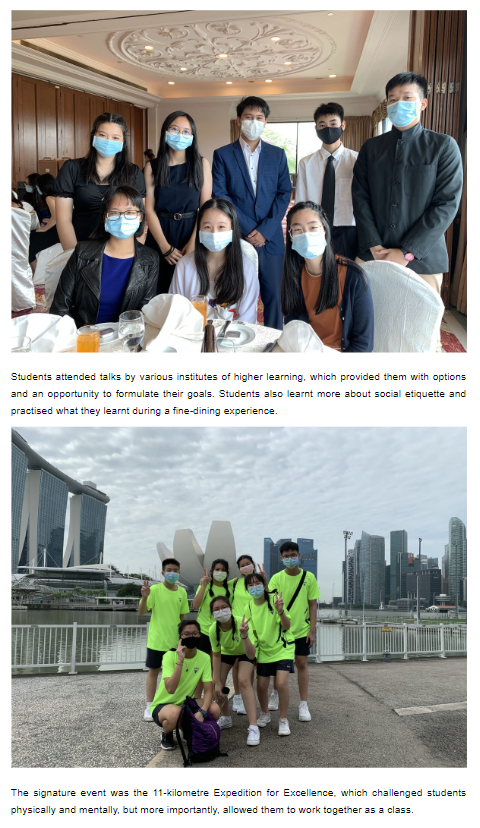 Students attended talks by various institutes of higher learning, which provided them with options
and an opportunity to formulate their goals. Students also learnt more about social etiquette and
practised what they learnt during a fine-dining experience.
The signature event was the 11-kilometre Expedition for Excellence, which challenged students
physically and mentally, but more importantly, allowed them to work together as a class.